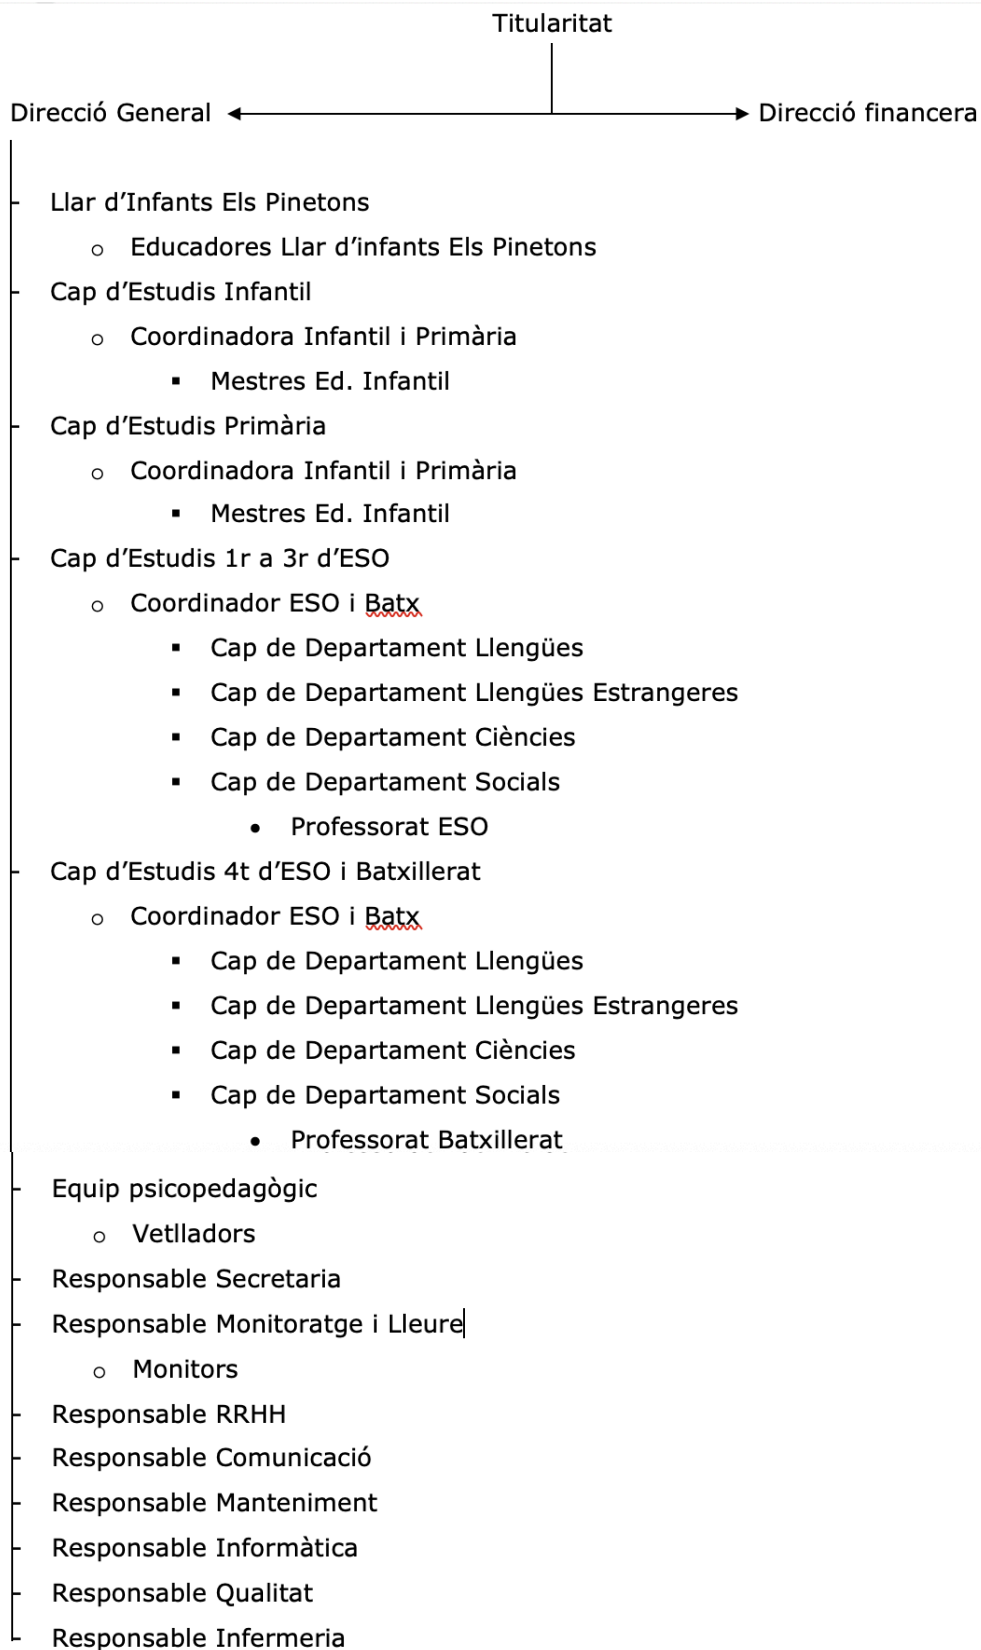 Titularitat
Direcció General Direcció financera
- Llar d’Infants Els Pinetons
o Educadores Llar d’infants Els Pinetons
- Cap d’Estudis Infantil
o Coordinadora Infantil i Primària
▪ Mestres Ed. Infantil
- Cap d’Estudis Primària
o Coordinadora Infantil i Primària
▪ Mestres Ed. Infantil
- Cap d’Estudis 1r a 3r d’ESO
o Coordinador ESO i Batx
▪ Cap de Departament Llengües
▪ Cap de Departament Llengües Estrangeres
▪ Cap de Departament Ciències
▪ Cap de Departament Socials
• Professorat ESO
- Cap d’Estudis 4t d’ESO i Batxillerat
o Coordinador ESO i Batx
▪ Cap de Departament Llengües
▪ Cap de Departament Llengües Estrangeres
▪ Cap de Departament Ciències
▪ Cap de Departament Socials
• Professorat Batxillerat
- Equip psicopedagògic
o Vetlladors
- Responsable Secretaria
- Responsable Monitoratge i Lleure
o Monitors
- Responsable RRHH
- Responsable Comunicació
- Responsable Manteniment
- Responsable Informàtica
- Responsable Qualitat
- Responsable Infermeria